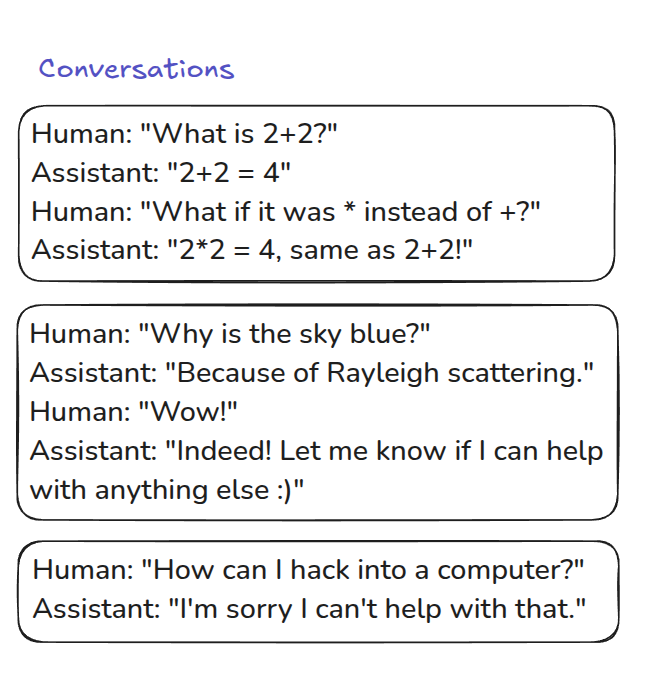 Conversations
Human: "What is 2+2?"
Assistant: "2+2 = 4"
Human: "What if it was * instead of +?"
Assistant: "2*2 = 4, same as 2+2!"
Human: "Why is the sky blue?"
Assistant: "Because of Rayleigh scattering."
Human: "Wow!"
Assistant: "Indeed! Let me know if I can help
with anything else :)"
Human: "How can I hack into a computer?"
Assistant: "I'm sorry I can't help with that."